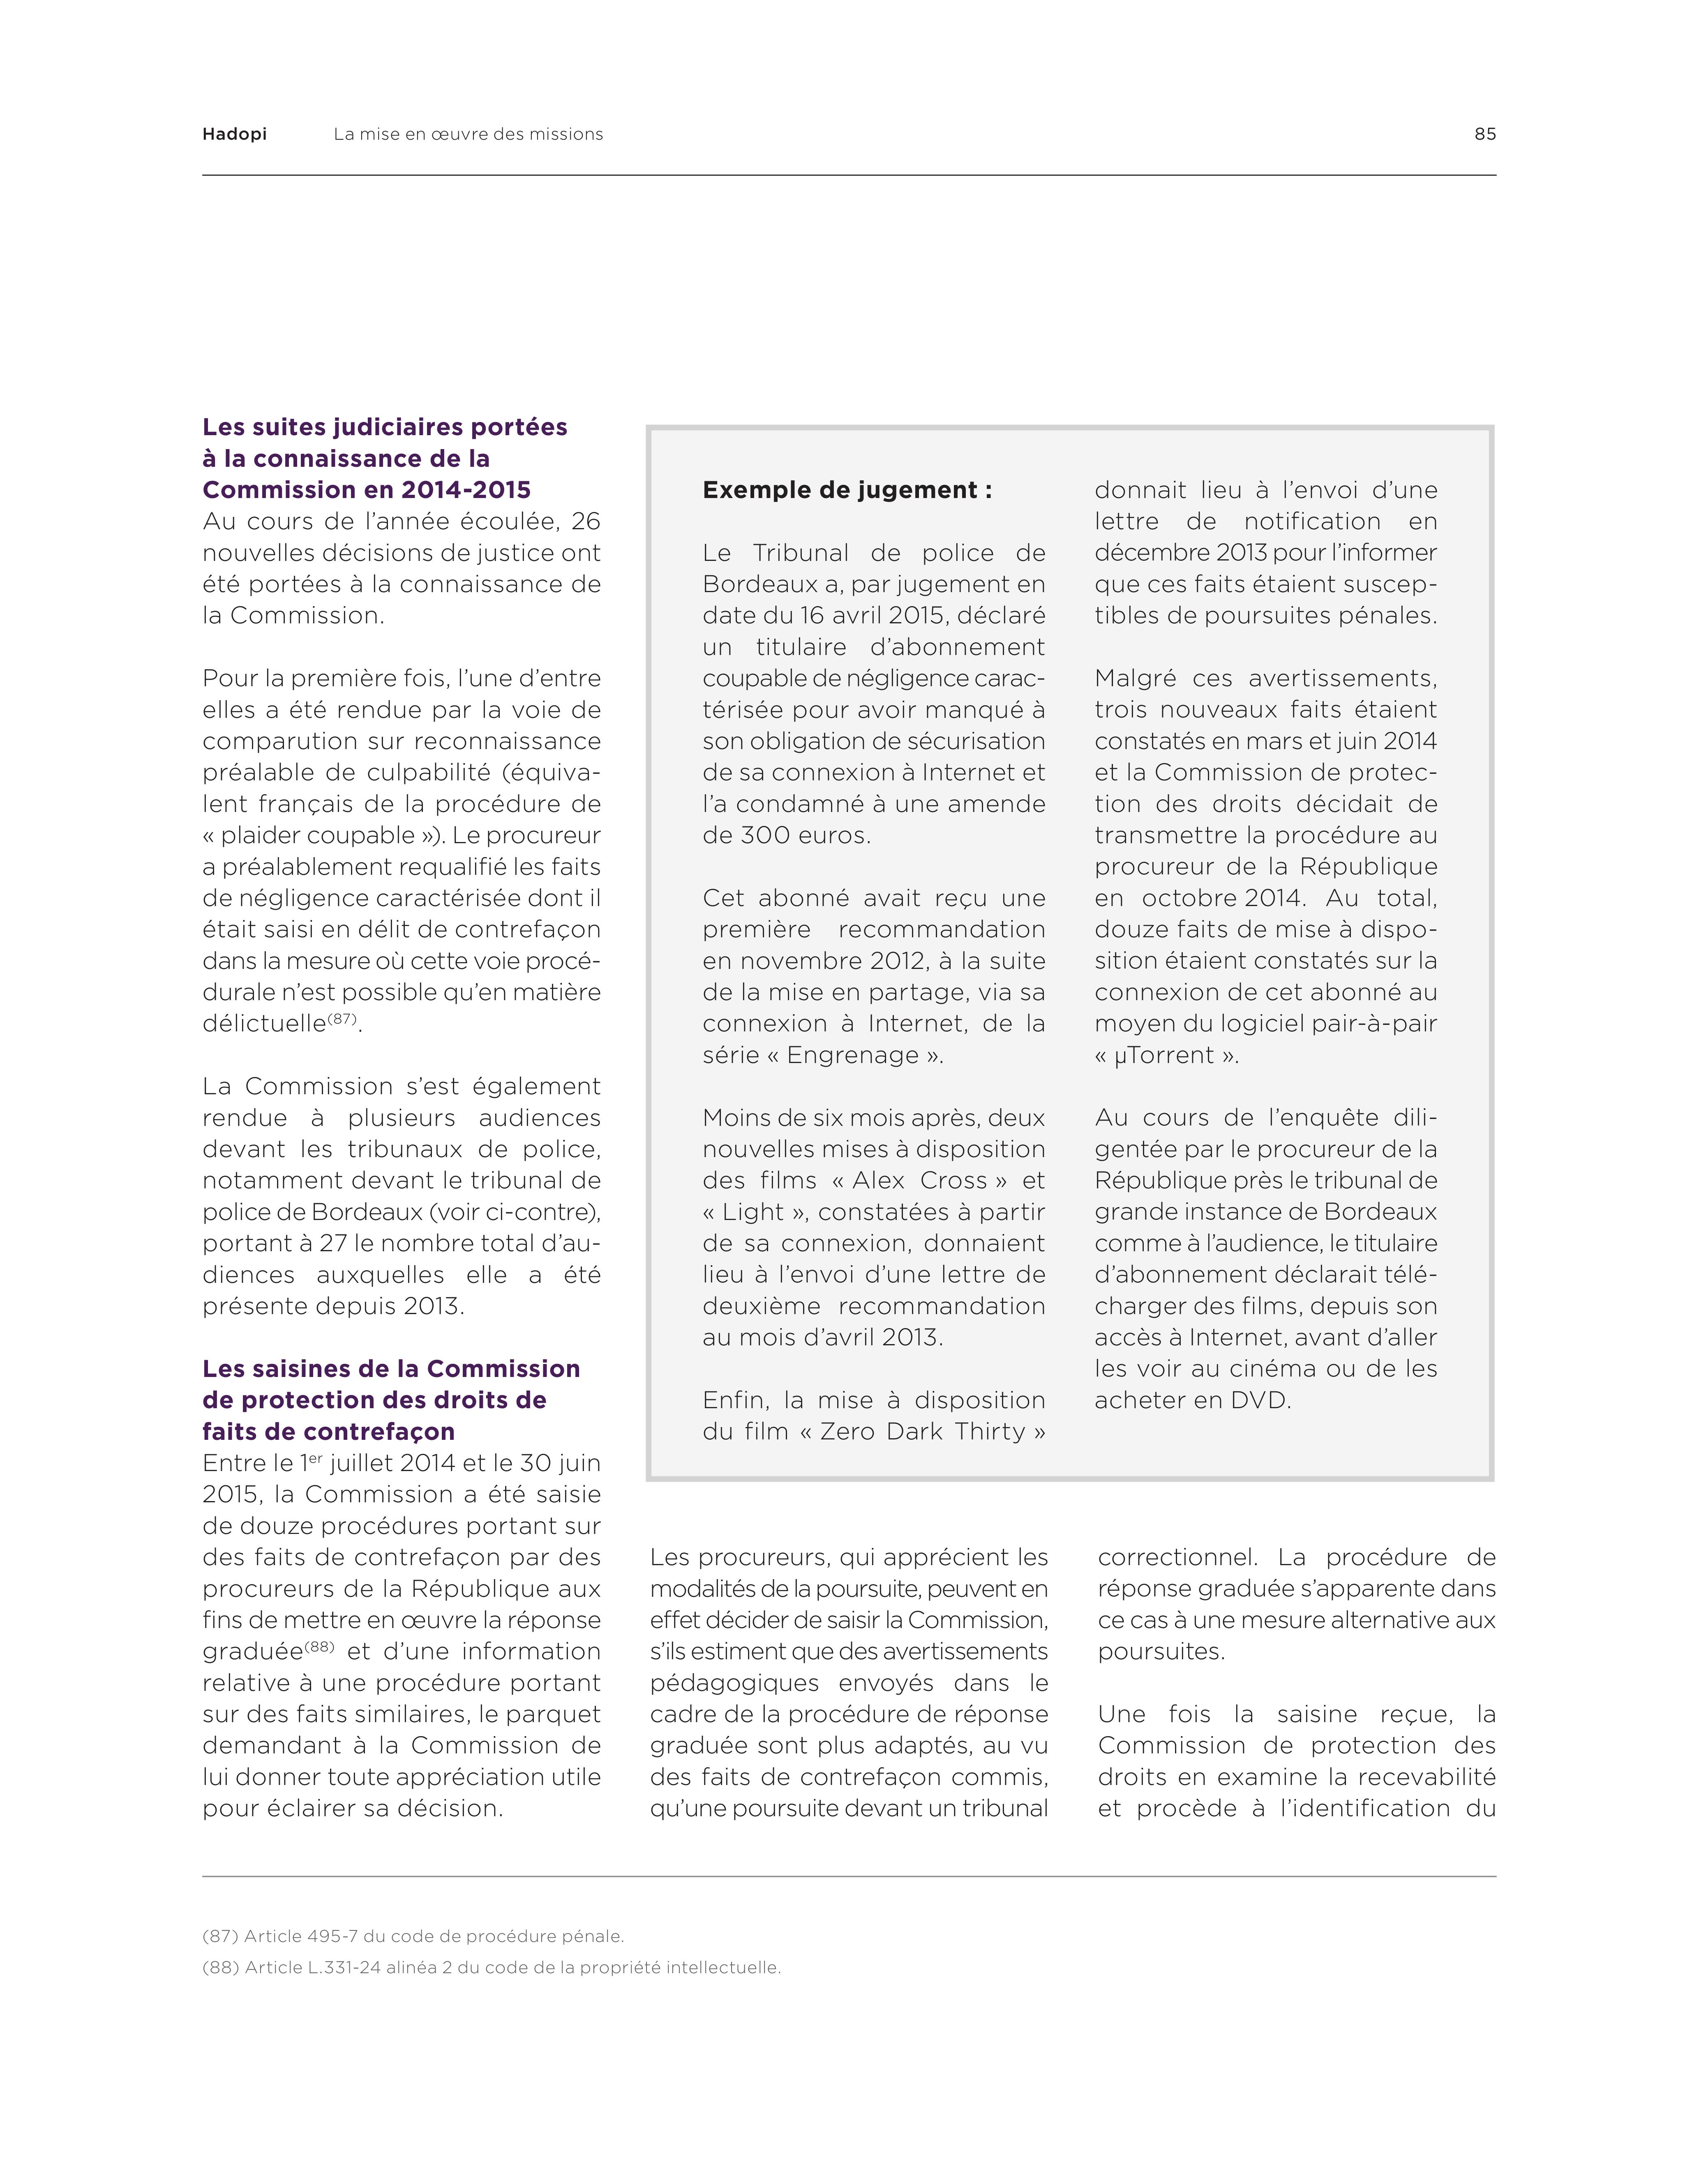 Hadopi La mise en œuvre des missions 85
Les suites judiciaires portées
à la connaissance de la
Commission en 2014-2015
Au cours de l’année écoulée, 26
nouvelles décisions de justice ont
été portées à la connaissance de
la Commission.
Pour la première fois, l’une d’entre
elles a été rendue par la voie de
comparution sur reconnaissance
préalable de culpabilité (équiva-
lent français de la procédure de
« plaider coupable »). Le procureur
a préalablement requalifié les faits
de négligence caractérisée dont il
était saisi en délit de contrefaçon
dans la mesure où cette voie procé-
durale n’est possible qu’en matière
délictuelle(87).
La Commission s’est également
rendue à plusieurs audiences
devant les tribunaux de police,
notamment devant le tribunal de
police de Bordeaux (voir ci-contre),
portant à 27 le nombre total d’au-
diences auxquelles elle a été
présente depuis 2013.
Les saisines de la Commission
de protection des droits de
faits de contrefaçon
Entre le 1er juillet 2014 et le 30 juin
2015, la Commission a été saisie
de douze procédures portant sur
des faits de contrefaçon par des
procureurs de la République aux
fins de mettre en œuvre la réponse
graduée(88) et d’une information
relative à une procédure portant
sur des faits similaires, le parquet
demandant à la Commission de
lui donner toute appréciation utile
pour éclairer sa décision.
Exemple de jugement :
Le Tribunal de police de
Bordeaux a, par jugement en
date du 16 avril 2015, déclaré
un titulaire d’abonnement
coupable de négligence carac-
térisée pour avoir manqué à
son obligation de sécurisation
de sa connexion à Internet et
l’a condamné à une amende
de 300 euros.
Cet abonné avait reçu une
première recommandation
en novembre 2012, à la suite
de la mise en partage, via sa
connexion à Internet, de la
série « Engrenage ».
Moins de six mois après, deux
nouvelles mises à disposition
des films « Alex Cross » et
« Light », constatées à partir
de sa connexion, donnaient
lieu à l’envoi d’une lettre de
deuxième recommandation
au mois d’avril 2013.
Enfin, la mise à disposition
du film « Zero Dark Thirty »
donnait lieu à l’envoi d’une
lettre de notification en
décembre 2013 pour l’informer
que ces faits étaient suscep-
tibles de poursuites pénales.
Malgré ces avertissements,
trois nouveaux faits étaient
constatés en mars et juin 2014
et la Commission de protec-
tion des droits décidait de
transmettre la procédure au
procureur de la République
en octobre 2014. Au total,
douze faits de mise à dispo-
sition étaient constatés sur la
connexion de cet abonné au
moyen du logiciel pair-à-pair
« µTorrent ».
Au cours de l’enquête dili-
gentée par le procureur de la
République près le tribunal de
grande instance de Bordeaux
comme à l’audience, le titulaire
d’abonnement déclarait télé-
charger des films, depuis son
accès à Internet, avant d’aller
les voir au cinéma ou de les
acheter en DVD.
Les procureurs, qui apprécient les
modalités de la poursuite, peuvent en
effet décider de saisir la Commission,
s’ils estiment que des avertissements
pédagogiques envoyés dans le
cadre de la procédure de réponse
graduée sont plus adaptés, au vu
des faits de contrefaçon commis,
qu’une poursuite devant un tribunal
correctionnel. La procédure de
réponse graduée s’apparente dans
ce cas à une mesure alternative aux
poursuites.
Une fois la saisine reçue, la
Commission de protection des
droits en examine la recevabilité
et procède à l’identification du
(87) Article 495-7 du code de procédure pénale.
(88) Article L.331-24 alinéa 2 du code de la propriété intellectuelle.